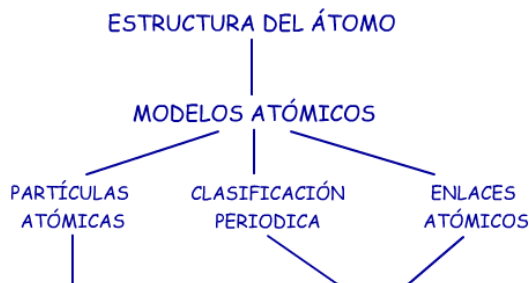 ESTRUCTURA DEL ÁTOMO
MODELOS ATÓMICOS
PARTÍCULAS
ATÓMICAS
CLASIFICACIÓN
PERIODICA
ENLACES
ATÓMICOS